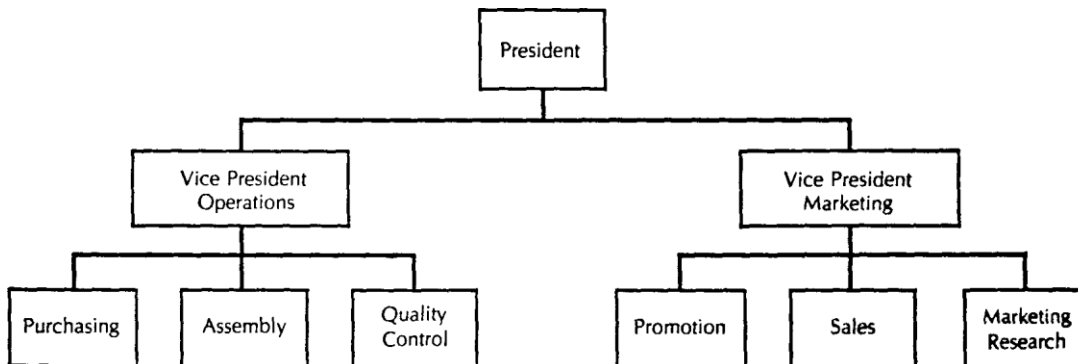 President
Vice President
Operations
Vice President
Marketing
Purchasing
Assembly
Quality
Control
Promotion
Sales
Marketing
Research